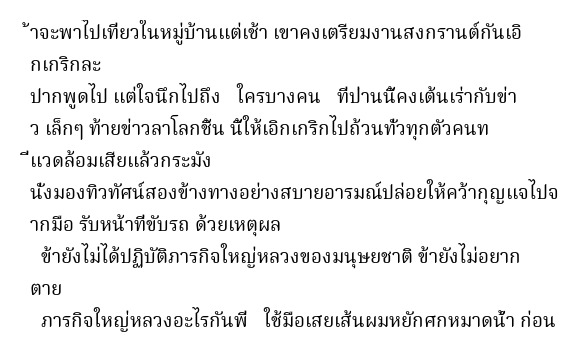 ้าจะพาไปเทียวในหมู่บ้านแต่เช้า เขาคงเตรียมงานสงกรานต์กันเอิ
กเกริกละ
ปากพูดไป แต่ใจนึกไปถึง  ใครบางคน  ที่ป่านนี้คงเต้นเร่ากับข่า
ว เล็กๆ ท้ายข่าวลาโลกชิ้น นี้ให้เอิกเกริกไปถ้วนทั่วทุกตัวคนท
ี่แวดล้อมเสียแล้วกระมัง
นั่งมองทิวทัศน์สองข้างทางอย่างสบายอารมณ์ปล่อยให้คว้ากุญแจไปจ
ากมือ รับหน้าที่ขับรถ ด้วยเหตุผล
ข้ายังไม่ได้ปฏิบัติภารกิจใหญ่หลวงของมนุษยชาติ ข้ายังไม่อยาก
ตาย
ภารกิจใหญ่หลวงอะไรกันพี่  ใช้มือเสยเส้นผมหยักศกหมาดน้ำ ก่อน